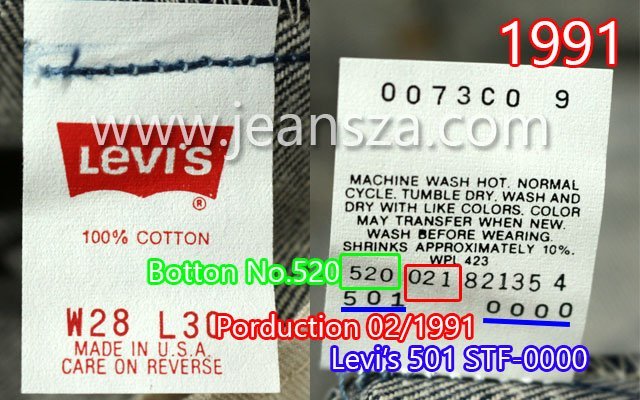 1991
www.jeansza.com
LEVI'S
®
100% COTTON
W28 L30
MADE IN U.S.A.
CARE ON REVERSE
0073C0 9
MACHINE WASH HOT. NORMAL
CYCLE. TUMBLE DRY. WASH AND
DRY WITH LIKE COLORS. COLOR
MAY TRANSFER WHEN NEW.
WASH BEFORE WEARING.
SHRINKS APPROXIMATELY 10%.
WPL 423
Botton No.520
520 021 82135 4
501 0000
Porduction 02/1991
Levi's 501 STF-0000